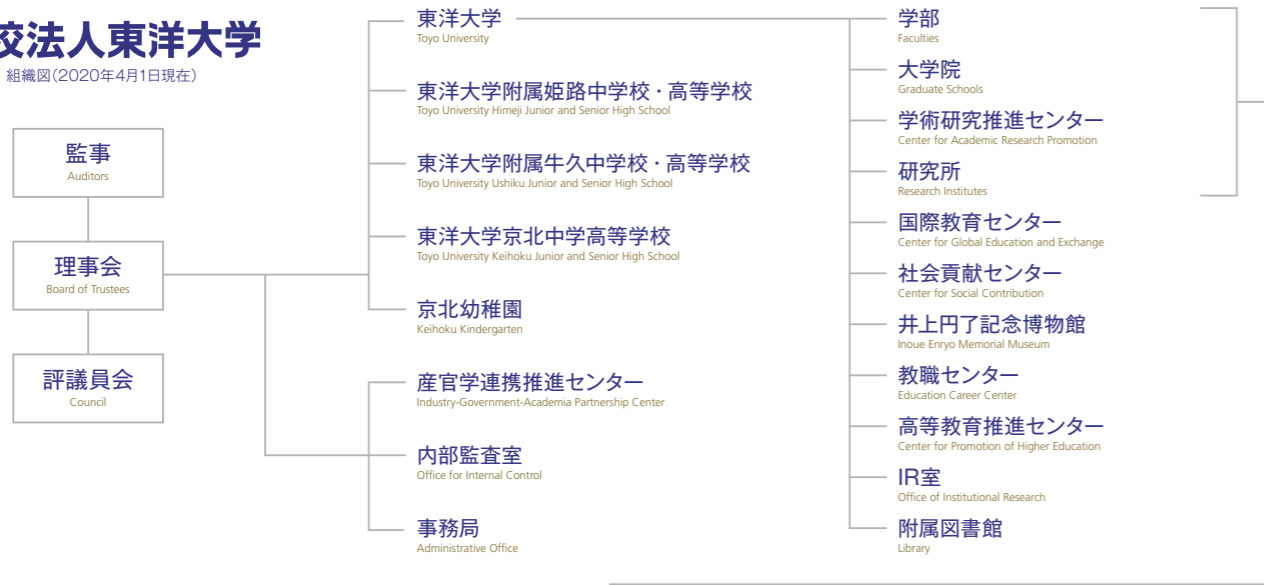 校法人東洋大学
組織図(2020年4月1日現在)
監事
Auditors
理事会
Board of Trustees
評議員会
Council
東洋大学
Toyo University
東洋大学附属姫路中学校・高等学校
Toyo University Himeji Junior and Senior High School
東洋大学附属牛久中学校・高等学校
Toyo University Ushiku Junior and Senior High School
東洋大学京北中学高等学校
Toyo University Keihoku Junior and Senior High School
京北幼稚園
Keihoku Kindergarten
産官学連携推進センター
Industry-Government-Academia Partnership Center
内部監査室
Office for Internal Control
事務局
Administrative Office
学部
Faculties
大学院
Graduate Schools
学術研究推進センター
Center for Academic Research Promotion
研究所
Research Institutes
国際教育センター
Center for Global Education and Exchange
社会貢献センター
Center for Social Contribution
井上円了記念博物館
Inoue Enryo Memorial Museum
教職センター
Education Career Center
高等教育推進センター
Center for Promotion of Higher Education
IR室
Office of Institutional Research
附属図書館
Library